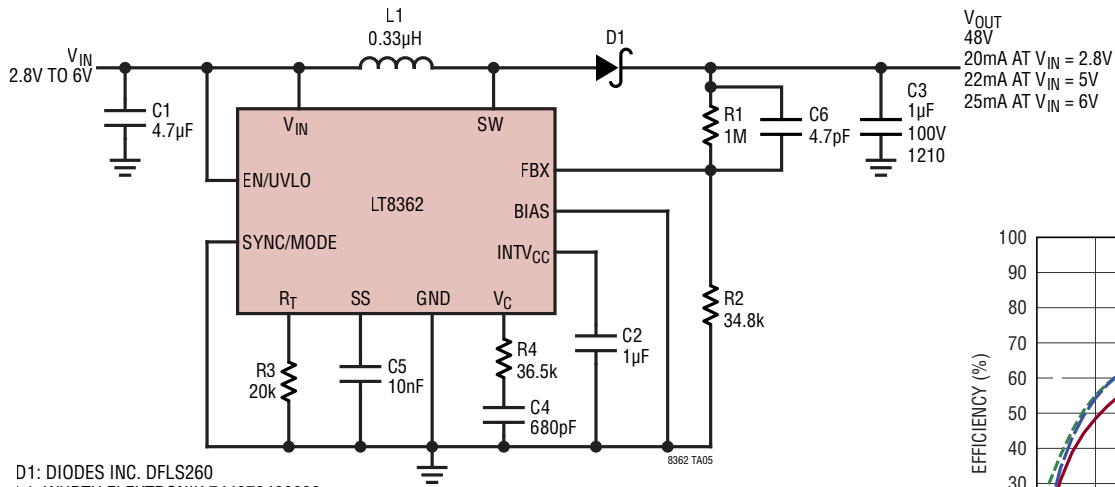 L1
0.33µH
D1
VIN
2.8V TO 6V
VOUT
48V
20mA AT VIN = 2.8V
22mA AT VIN = 5V
25mA AT VIN = 6V
C1
4.7µF
VIN
SW
R1
1M
C6
4.7pF
C3
1µF
100V
1210
FBX
EN/UVLO
LT8362
BIAS
SYNC/MODE
INTVCC
RT
SS
GND
VC
R2
34.8k
C2
1µF
R3
20k
C5
10nF
R4
36.5k
C4
680pF
8362 TA05
D1: DIODES INC. DFLS260
100
90
80
70
60
50
40
30
EFFICIENCY (%)